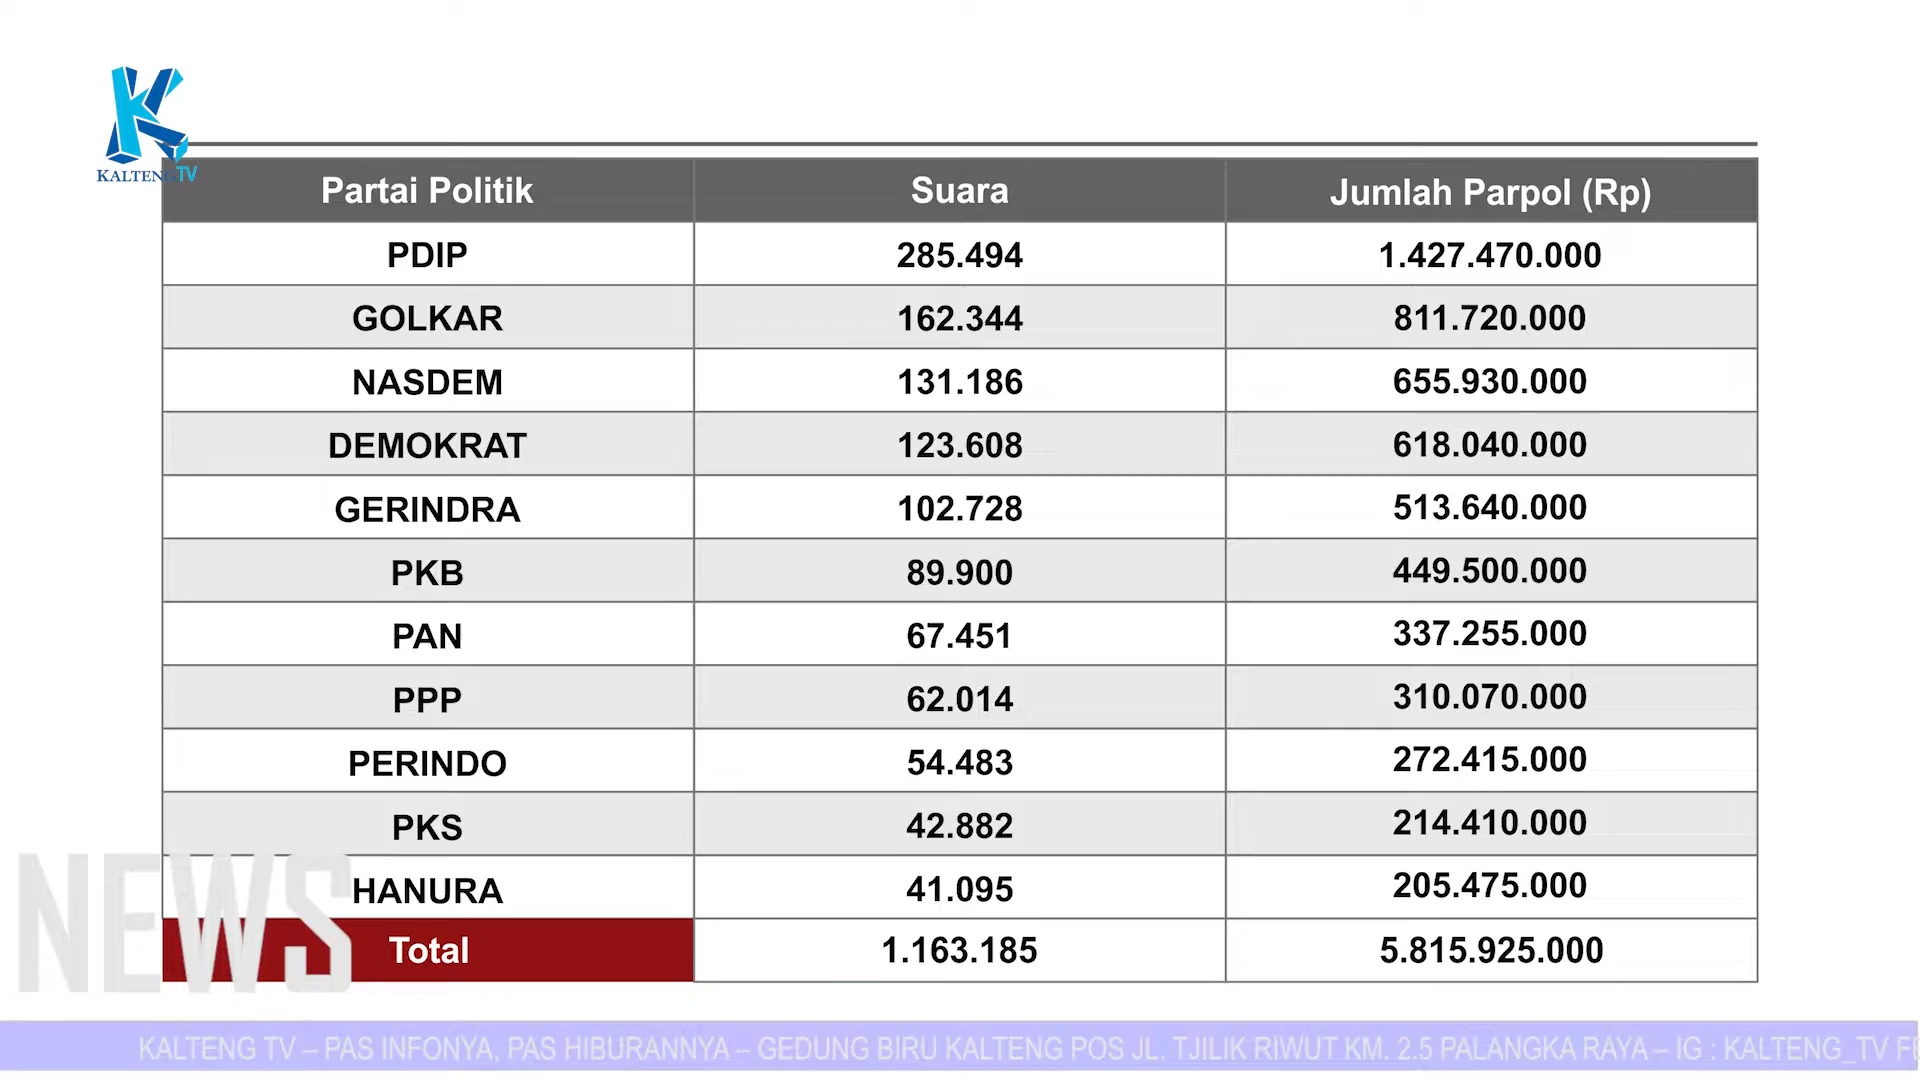 KALTENG TV
Partai Politik Suara Jumlah Parpol (Rp)
PDIP 285.494 1.427.470.000
GOLKAR 162.344 811.720.000
NASDEM 131.186 655.930.000
DEMOKRAT 123.608 618.040.000
GERINDRA 102.728 513.640.000
PKB 89.900 449.500.000
PAN 67.451 337.255.000
PPP 62.014 310.070.000
PERINDO 54.483 272.415.000
PKS 42.882 214.410.000
HANURA 41.095 205.475.000
Total 1.163.185 5.815.925.000
NEWS
KALTENG TV – PAS INFONYA, PAS HIBURANNYA – GEDUNG BIRU KALTENG POS JL. TJILIK RIWUT KM. 2.5 PALANGKA RAYA – IG : KALTENG_TV